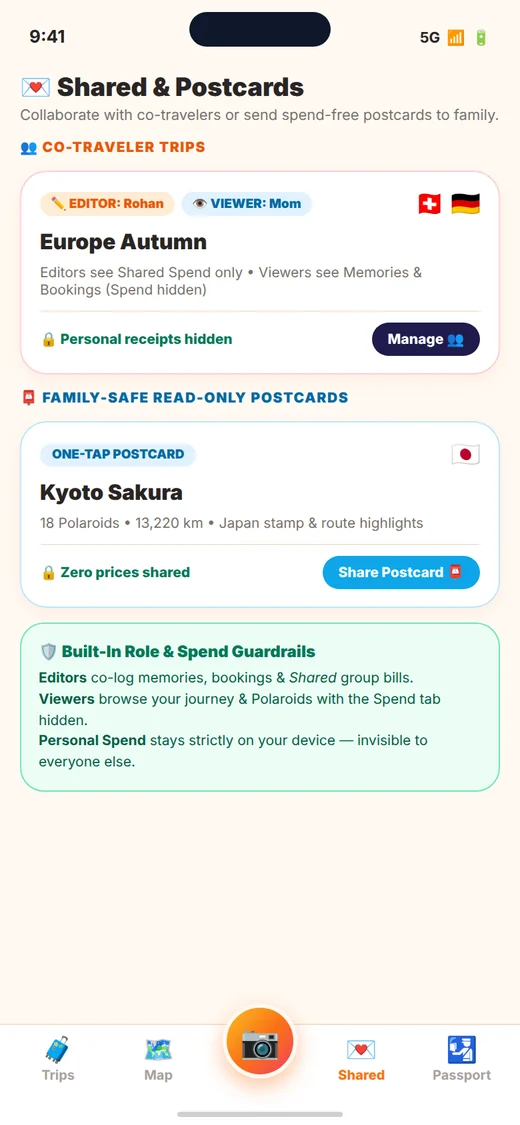 9:41
5G
Shared & Postcards
Collaborate with co-travelers or send spend-free postcards to family.
CO-TRAVELER TRIPS
EDITOR: Rohan VIEWER: Mom
Europe Autumn
Editors see Shared Spend only • Viewers see Memories &
Bookings (Spend hidden)
Personal receipts hidden
Manage
FAMILY-SAFE READ-ONLY POSTCARDS
ONE-TAP POSTCARD
Kyoto Sakura
18 Polaroids • 13,220 km • Japan stamp & route highlights
Zero prices shared
Share Postcard
Built-In Role & Spend Guardrails
Editors co-log memories, bookings & Shared group bills.
Viewers browse your journey & Polaroids with the Spend tab
hidden.
Personal Spend stays strictly on your device — invisible to
everyone else.
Trips
Map
Shared
Passport